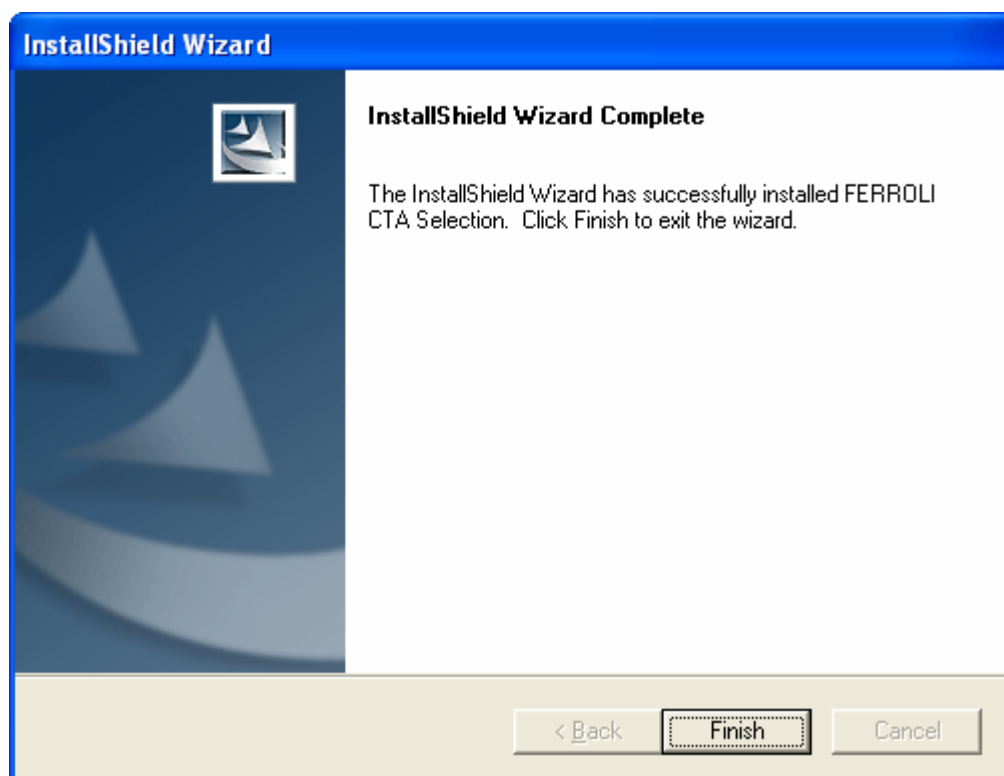 InstallShield Wizard
InstallShield Wizard Complete
The InstallShield Wizard has successfully installed FERROLI
CTA Selection.  Click Finish to exit the wizard.
< Back
Finish
Cancel